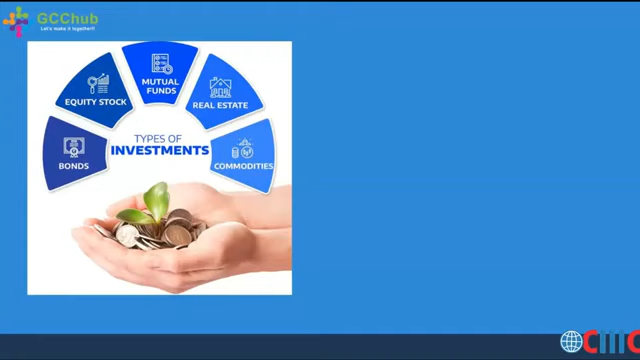 GCChub
Let's make it together!!
EQUITY STOCK
MUTUAL
FUNDS
REAL ESTATE
BONDS
TYPES OF
INVESTMENTS
COMMODITIES